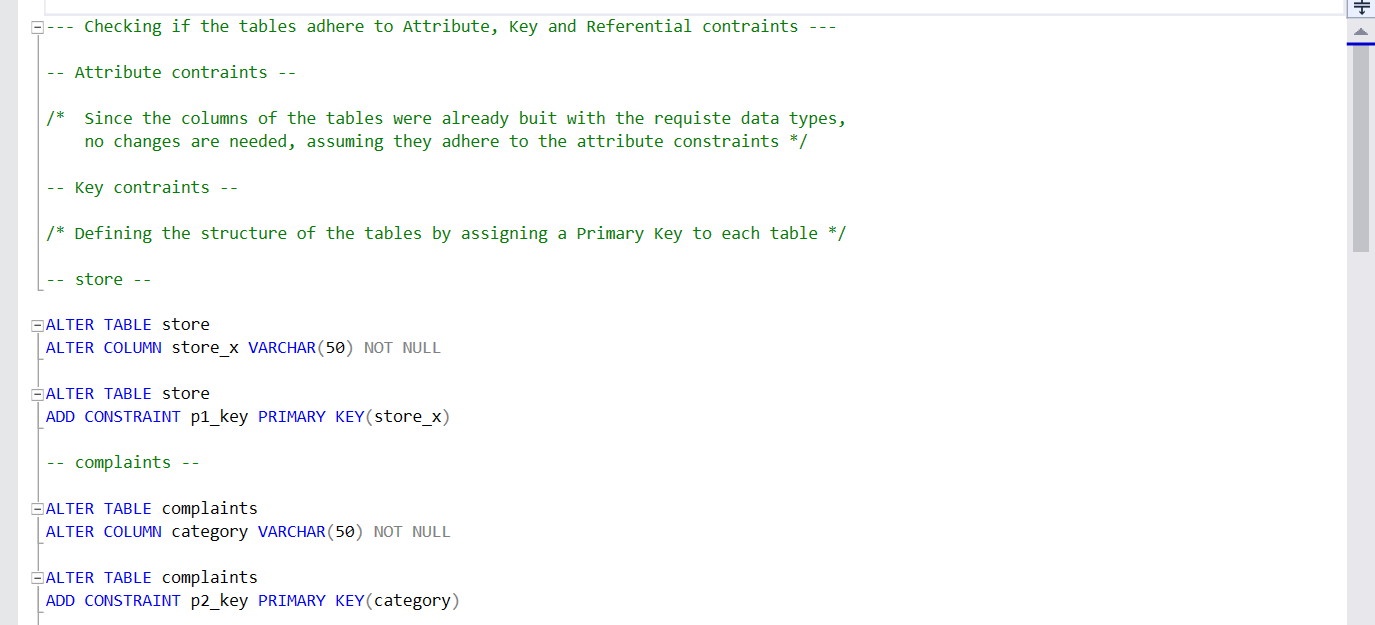 --- Checking if the tables adhere to Attribute, Key and Referential contraints ---
-- Attribute contraints --
/*  Since the columns of the tables were already buit with the requiste data types,
    no changes are needed, assuming they adhere to the attribute constraints */
-- Key contraints --
/* Defining the structure of the tables by assigning a Primary Key to each table */
-- store --
ALTER TABLE store
ALTER COLUMN store_x VARCHAR(50) NOT NULL
ALTER TABLE store
ADD CONSTRAINT p1_key PRIMARY KEY(store_x)
-- complaints --
ALTER TABLE complaints
ALTER COLUMN category VARCHAR(50) NOT NULL
ALTER TABLE complaints
ADD CONSTRAINT p2_key PRIMARY KEY(category)